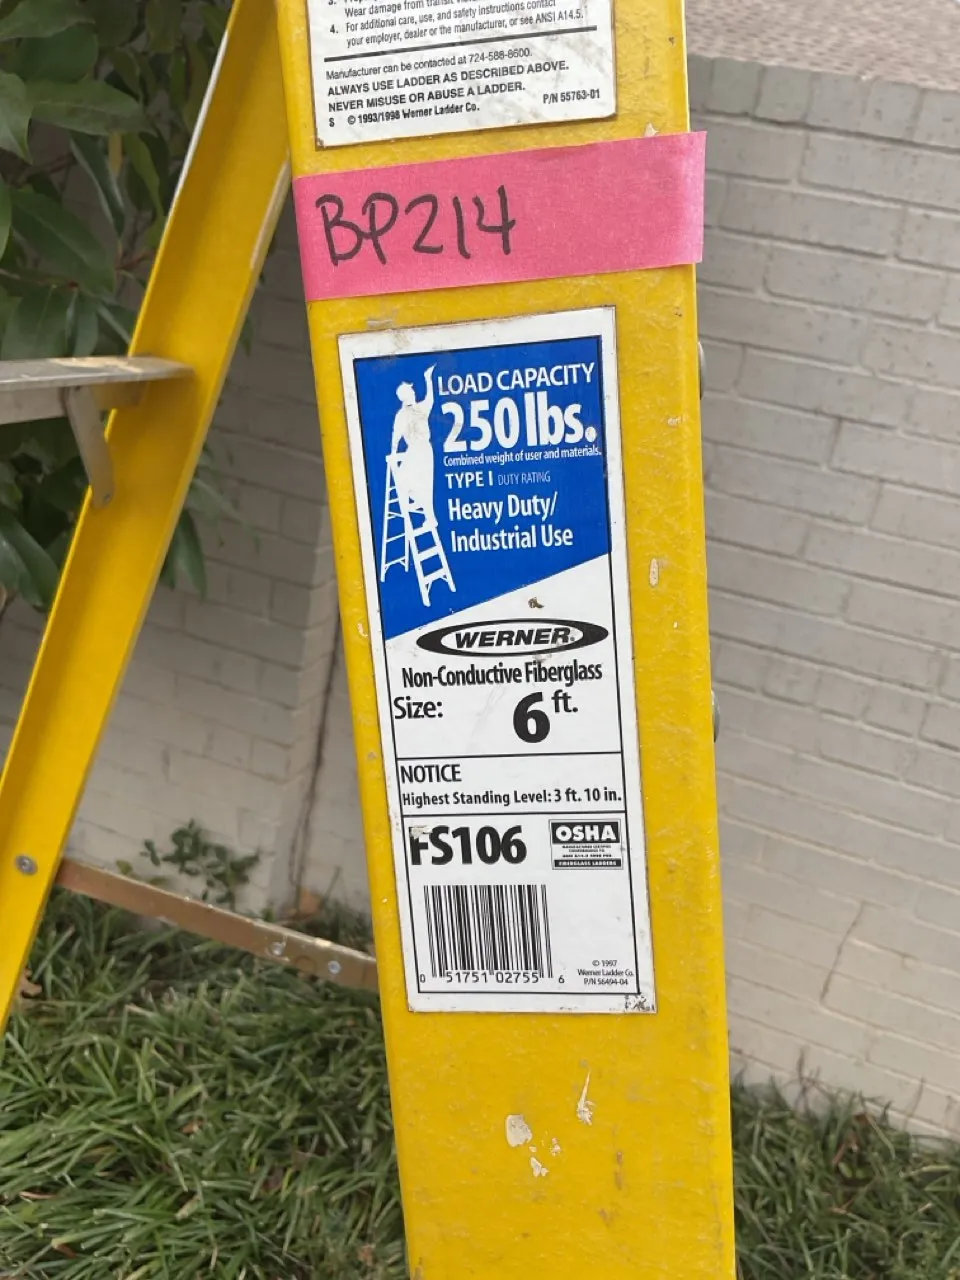 Wear damage from
4. For additional care, use, and safety instructions contact
your employer, dealer or the manufacturer, or see ANSI A14.5.
Manufacturer can be contacted at 724-588-8600.
ALWAYS USE LADDER AS DESCRIBED ABOVE.
NEVER MISUSE OR ABUSE A LADDER.
S © 1993/1998 Werner Ladder Co. P/N 55763-01
BP214
LOAD CAPACITY
250 lbs.
Combined weight of user and materials.
TYPE I DUTY RATING
Heavy Duty/
Industrial Use
WERNER
Non-Conductive Fiberglass
Size: 6 ft.
NOTICE
Highest Standing Level: 3 ft. 10 in.
FS106
OSHA
FIBERGLASS LADDERS
0 51751 02755 6
© 1997
Werner Ladder Co.
P/N 56494-04